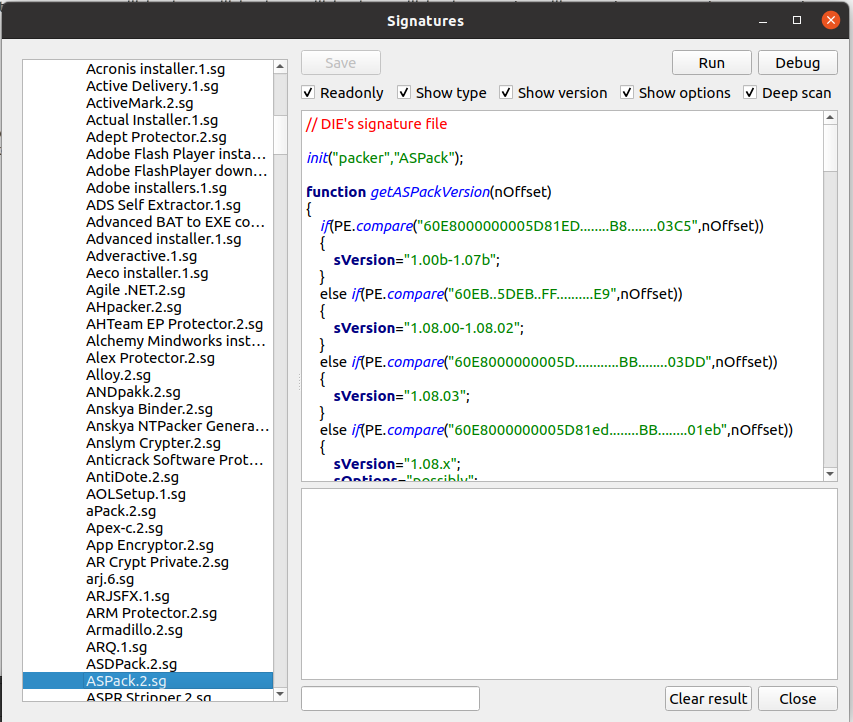 Signatures
Acronis installer.1.sg
Active Delivery.1.sg
ActiveMark.2.sg
Actual Installer.1.sg
Adept Protector.2.sg
Adobe Flash Player insta...
Adobe FlashPlayer down...
Adobe installers.1.sg
ADS Self Extractor.1.sg
Advanced BAT to EXE co...
Advanced installer.1.sg
Adveractive.1.sg
Aeco installer.1.sg
Agile .NET.2.sg
AHpacker.2.sg
AHTeam EP Protector.2.sg
Alchemy Mindworks inst...
Alex Protector.2.sg
Alloy.2.sg
ANDpakk.2.sg
Anskya Binder.2.sg
Anskya NTPacker Genera...
Anslym Crypter.2.sg
Anticrack Software Prot...
AntiDote.2.sg
AOLSetup.1.sg
aPack.2.sg
Apex-c.2.sg
App Encryptor.2.sg
AR Crypt Private.2.sg
arj.6.sg
ARJSFX.1.sg
ARM Protector.2.sg
Armadillo.2.sg
ARQ.1.sg
ASDPack.2.sg
ASPack.2.sg
ASPR Stripper.2.sg
Save
Run
Debug
Readonly
Show type
Show version
Show options
Deep scan
// DIE's signature file
init("packer","ASPack");
function getASPackVersion(nOffset)
{
if(PE.compare("60E8000000005D81ED........B8........03C5",nOffset))
{
sVersion="1.00b-1.07b";
}
else if(PE.compare("60EB..5DEB..FF..........E9",nOffset))
{
sVersion="1.08.00-1.08.02";
}
else if(PE.compare("60E8000000005D............BB........03DD",nOffset))
{
sVersion="1.08.03";
}
else if(PE.compare("60E8000000005D81ed........BB........01eb",nOffset))
{
sVersion="1.08.x";
sOptions="possibly";
Clear result
Close